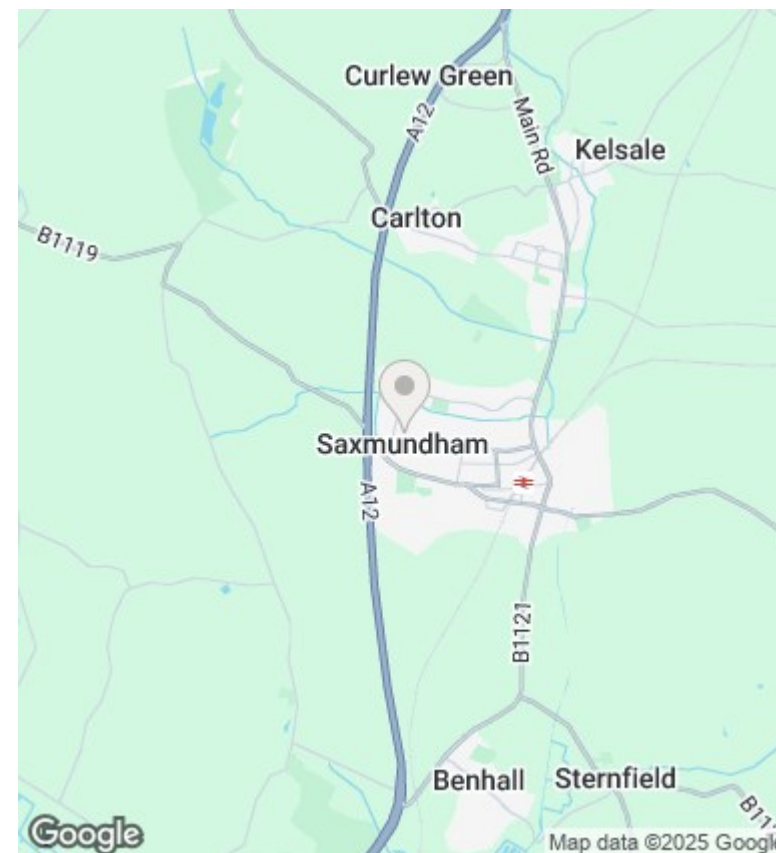 Curlew Green
A12
Main Rd
Kelsale
Carlton
B1119
Saxmundham
A12
B1121
Benhall
Sternfield
Google
Map data ©2025 Google